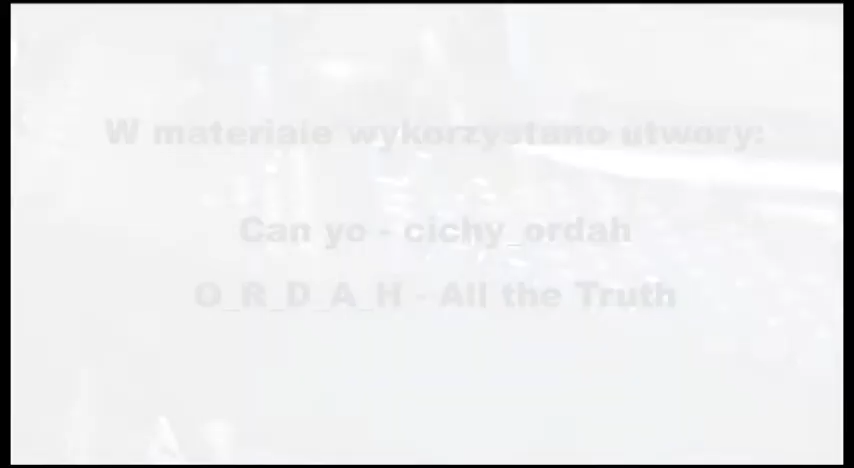 W materiale wykorzystano utwory:
Can yo - cichy_ordah
O_R_D_A_H - All the Truth